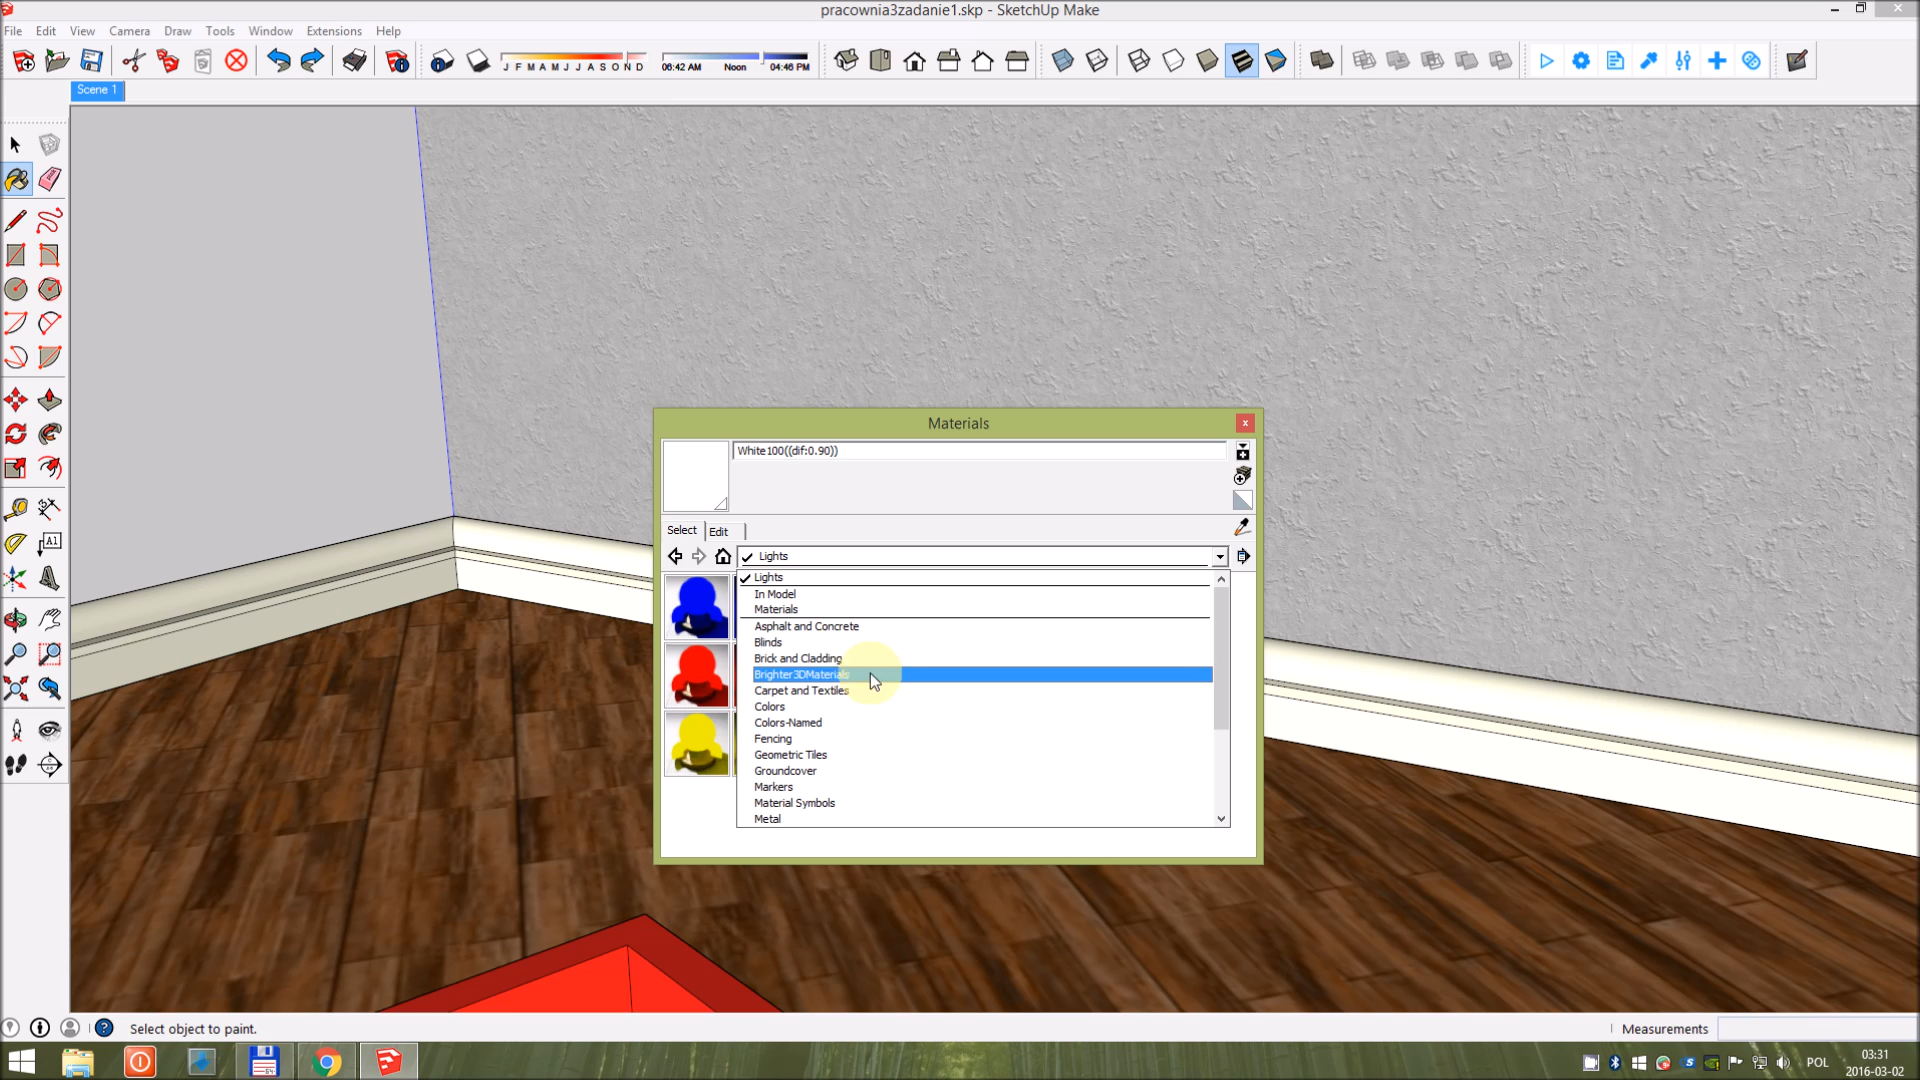 pracownia3zadanie1.skp - SketchUp Make
File Edit View Camera Draw Tools Window Extensions Help
J F M A M J J A S O N D
06:42 AM Noon 04:46 PM
Scene 1
A1
Materials
x
White100((dif:0.90))
Select Edit
Lights
Lights
In Model
Materials
Asphalt and Concrete
Blinds
Brick and Cladding
Brighter3DMaterials
Carpet and Textiles
Colors
Colors-Named
Fencing
Geometric Tiles
Groundcover
Markers
Material Symbols
Metal
Select object to paint.
Measurements
64
POL
03:31
2016-03-02